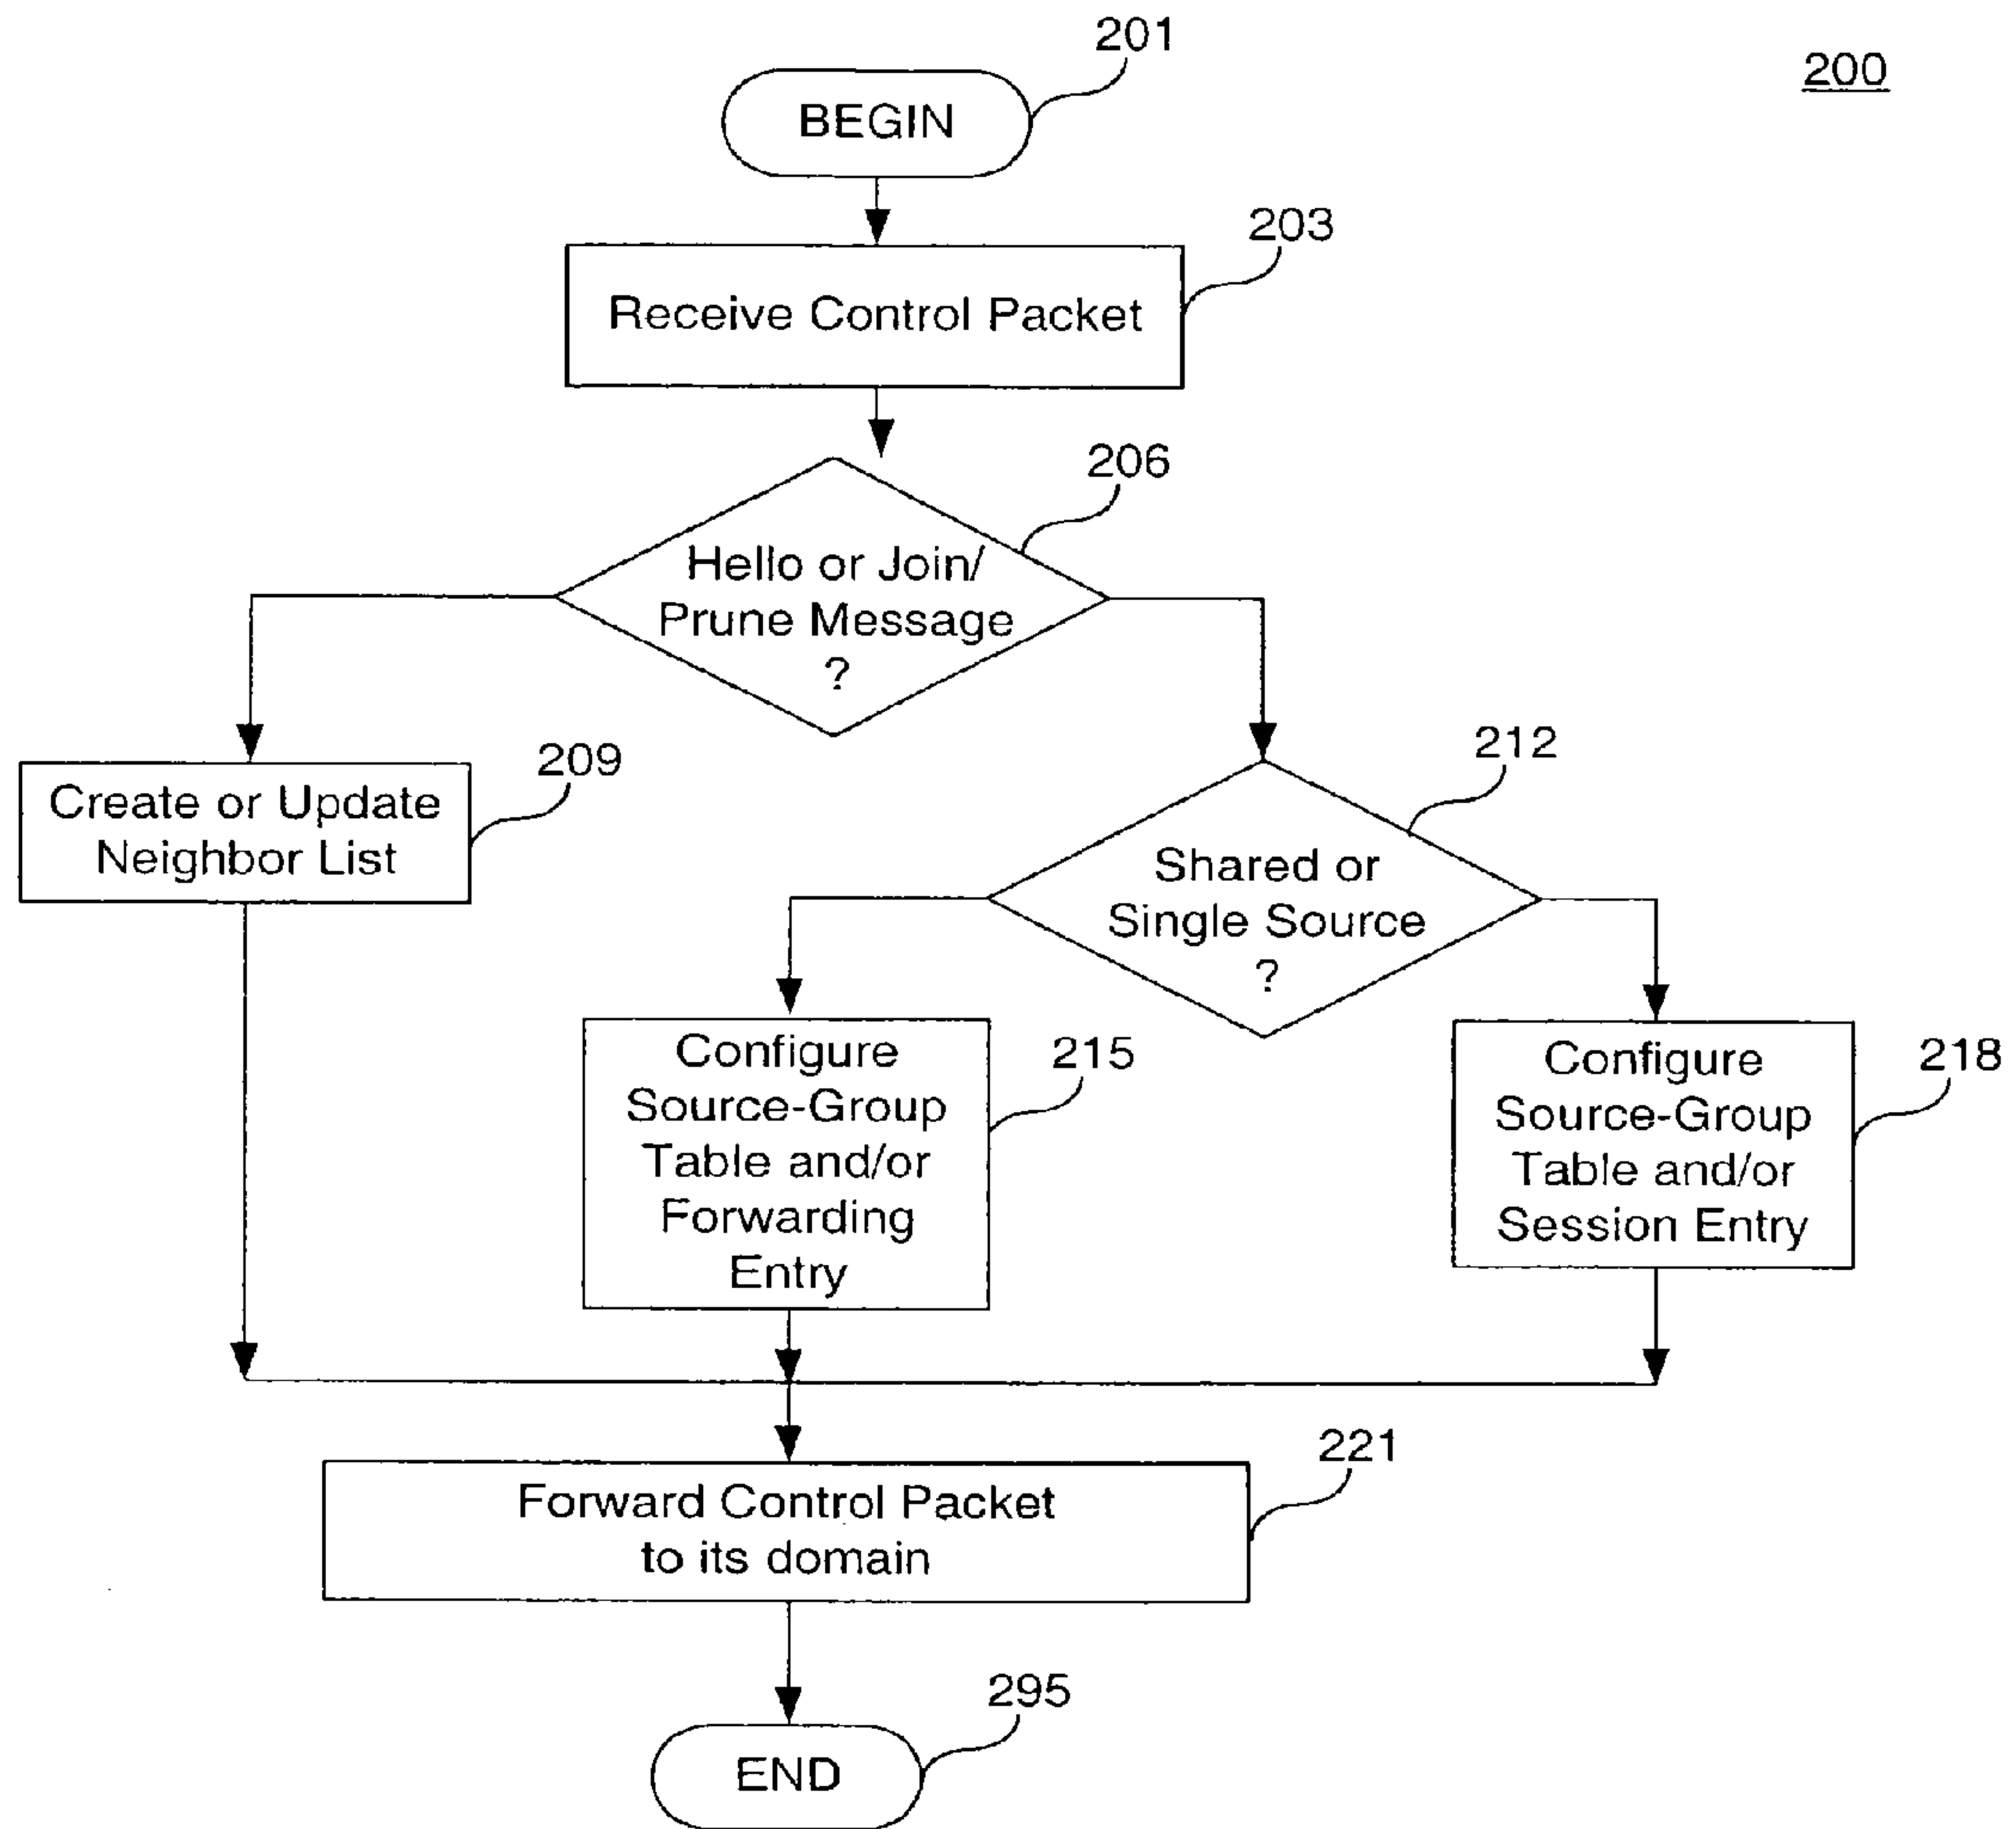 201
200
BEGIN
203
Receive Control Packet
206
Hello or Join/
Prune Message
?
209
Create or Update
Neighbor List
212
Shared or
Single Source
?
215
Configure
Source-Group
Table and/or
Forwarding
Entry
218
Configure
Source-Group
Table and/or
Session Entry
221
Forward Control Packet
to its domain
295
END